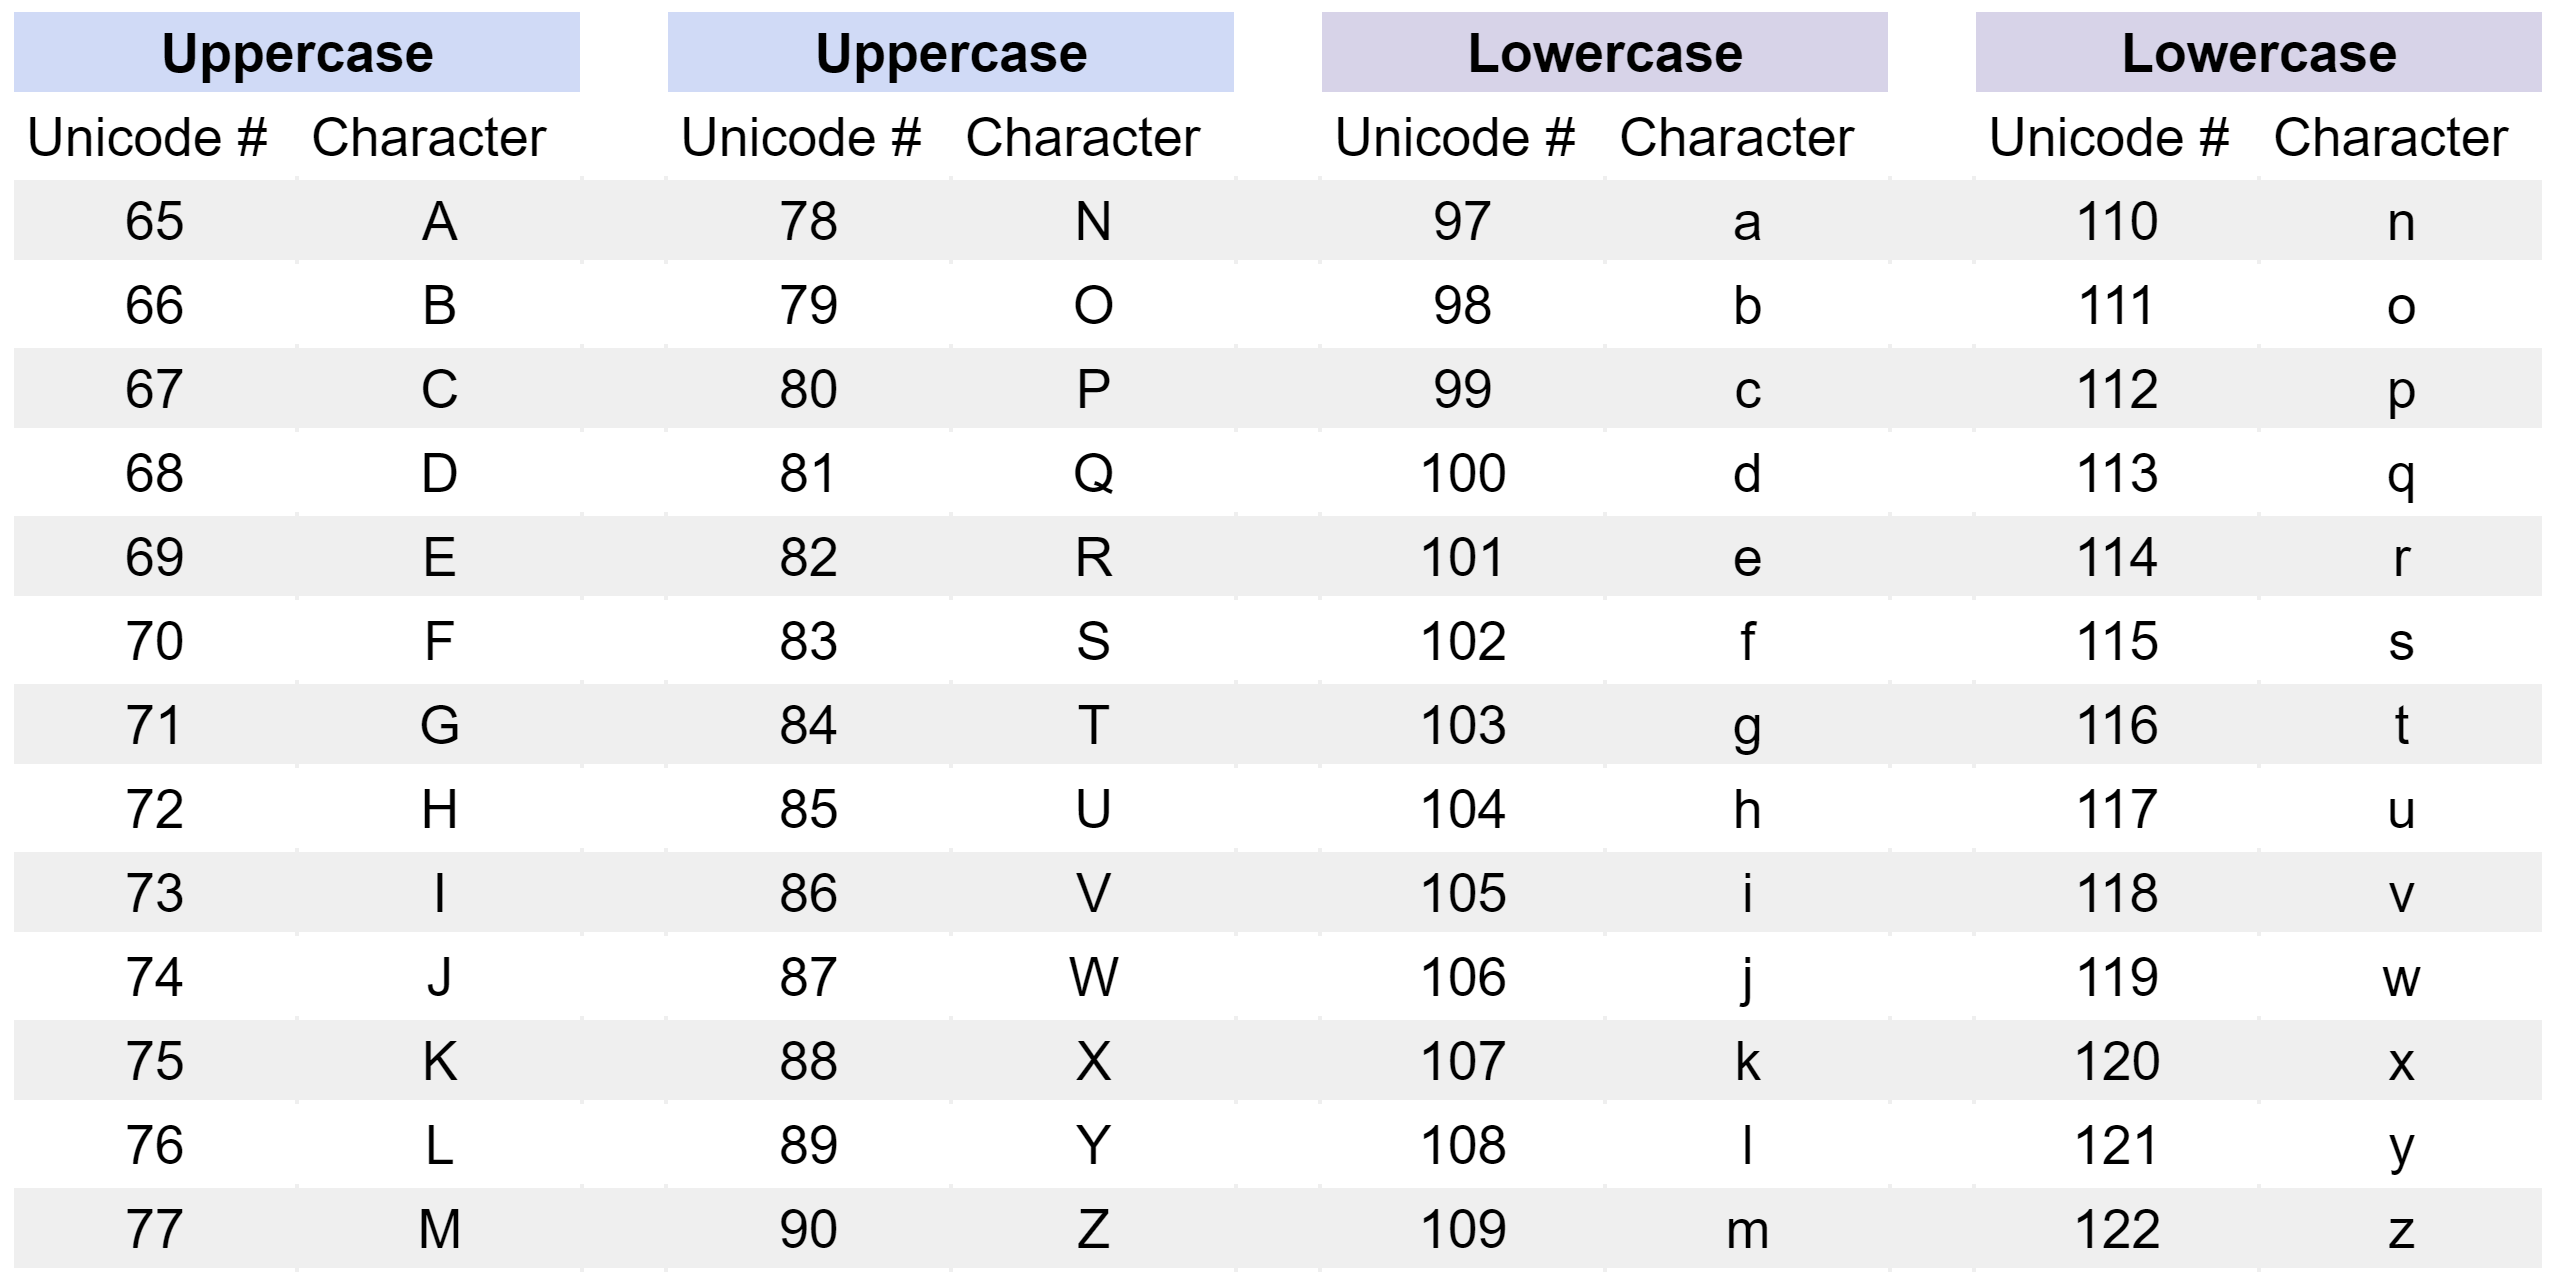 Uppercase Uppercase Lowercase Lowercase
Unicode # Character Unicode # Character Unicode # Character Unicode # Character
65 A 78 N 97 a 110 n
66 B 79 O 98 b 111 o
67 C 80 P 99 c 112 p
68 D 81 Q 100 d 113 q
69 E 82 R 101 e 114 r
70 F 83 S 102 f 115 s
71 G 84 T 103 g 116 t
72 H 85 U 104 h 117 u
73 I 86 V 105 i 118 v
74 J 87 W 106 j 119 w
75 K 88 X 107 k 120 x
76 L 89 Y 108 l 121 y
77 M 90 Z 109 m 122 z